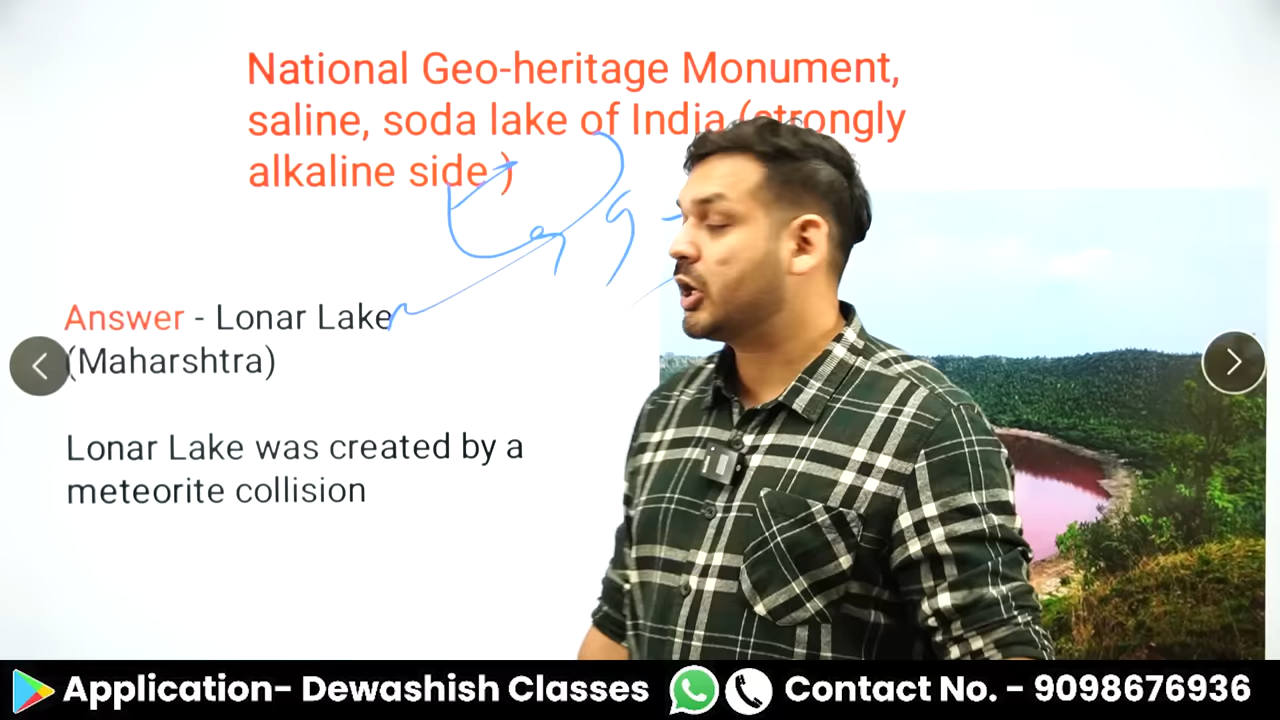 National Geo-heritage Monument,
saline, soda lake of India (strongly
alkaline side )
Answer - Lonar Lake
(Maharshtra)
Lonar Lake was created by a
meteorite collision
Application- Dewashish Classes
Contact No. - 9098676936